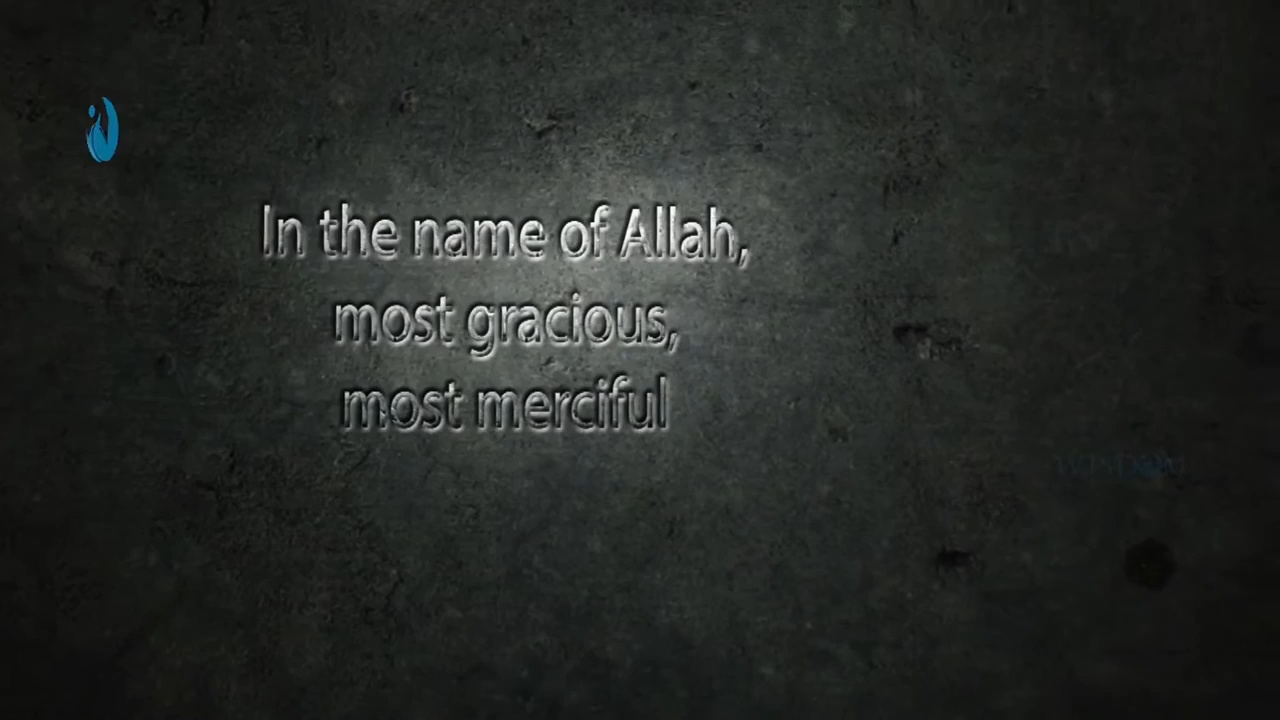 In the name of Allah,
most gracious,
most merciful